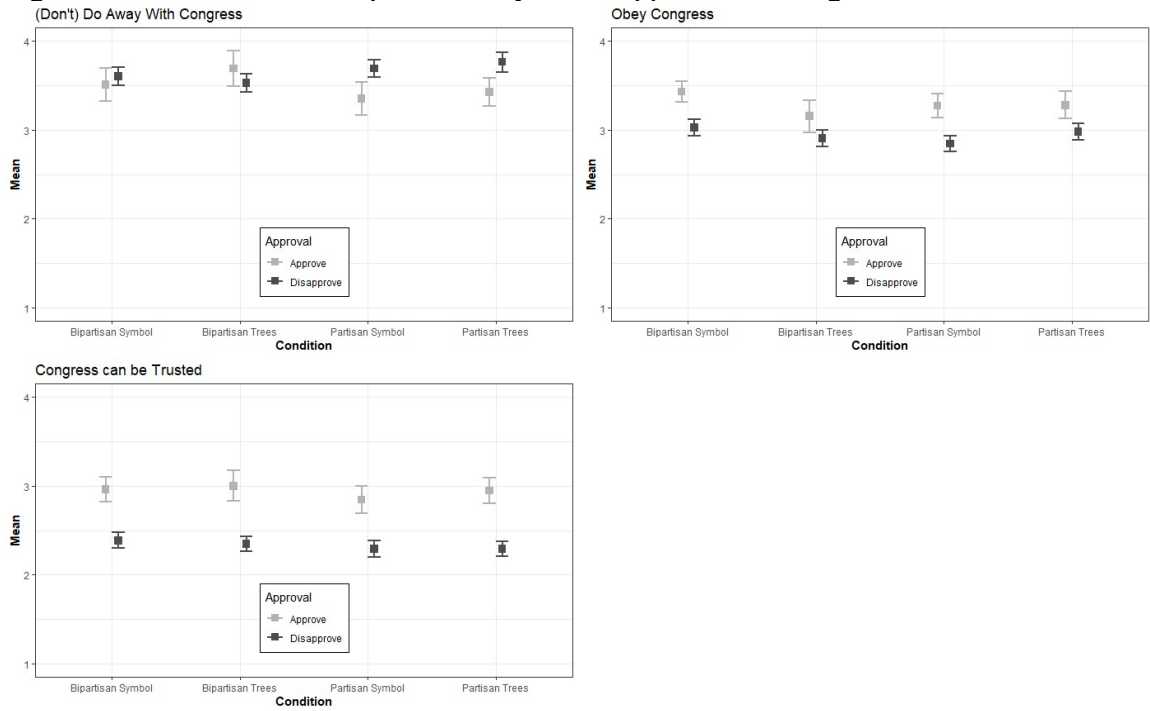 (Don't) Do Away With Congress
4
3
2
1
Mean
Approval
Approve
Disapprove
Bipartisan Symbol Bipartisan Trees Partisan Symbol Partisan Trees
Condition
Obey Congress
4
3
2
1
Mean
Approval
Approve
Disapprove
Bipartisan Symbol Bipartisan Trees Partisan Symbol Partisan Trees
Condition
Congress can be Trusted
4
3
2
1
Mean
Approval
Approve
Disapprove
Bipartisan Symbol Bipartisan Trees Partisan Symbol Partisan Trees
Condition